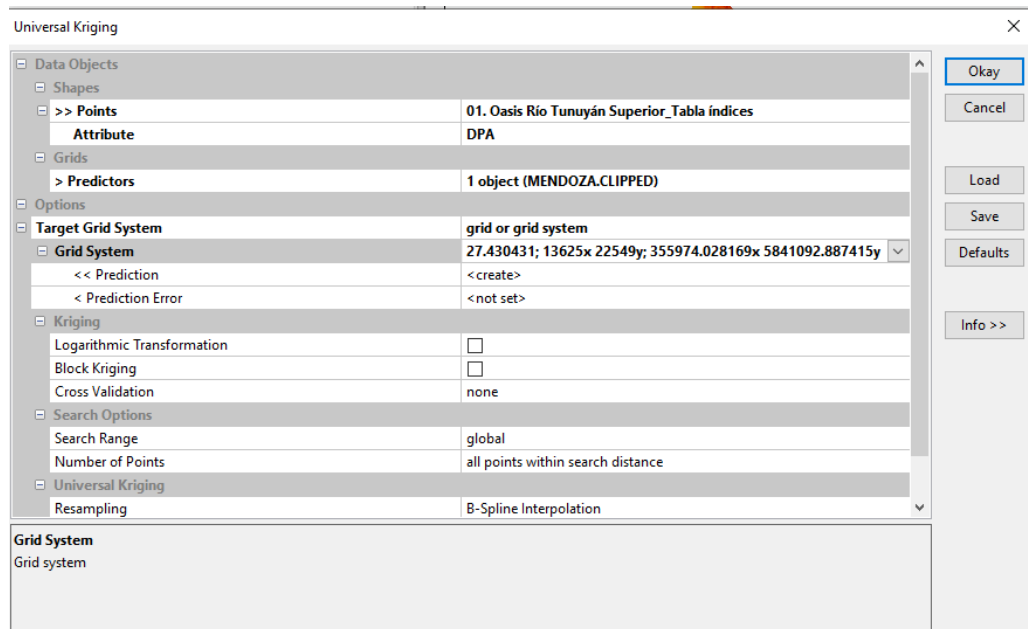 Universal Kriging
Data Objects
Okay
Shapes
>> Points 01. Oasis Río Tunuyán Superior_Tabla índices
Cancel
Attribute DPA
Grids
> Predictors 1 object (MENDOZA.CLIPPED)
Load
Options
Save
Target Grid System grid or grid system
Grid System 27.430431; 13625x 22549y; 355974.028169x 5841092.887415y
Defaults
<< Prediction <create>
< Prediction Error <not set>
Kriging
Info >>
Logarithmic Transformation
Block Kriging
Cross Validation none
Search Options
Search Range global
Number of Points all points within search distance
Universal Kriging
Resampling B-Spline Interpolation
Grid System
Grid system